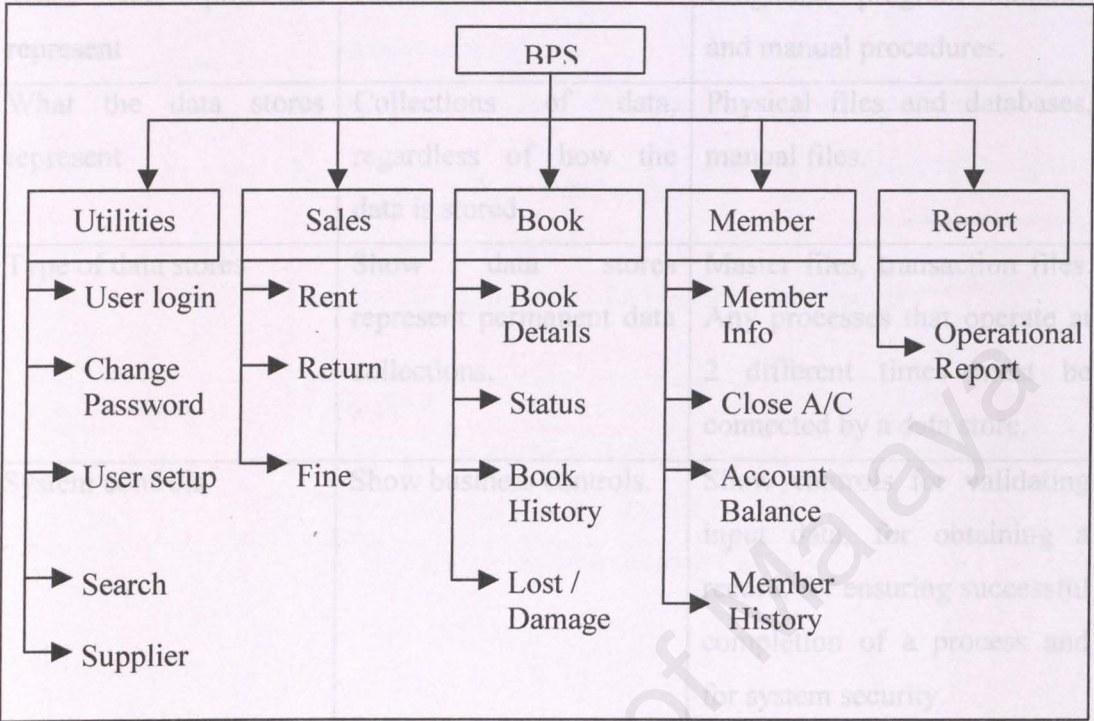 BPS
Utilities
User login
Change
Password
User setup
Search
Supplier
Sales
Rent
Return
Fine
Book
Book
Details
Status
Book
History
Lost /
Damage
Member
Member
Info
Close A/C
Account
Balance
Member
History
Report
Operational
Report
represent
and manual procedures.
What the data stores
represent
Collections of data,
regardless of how the
data is stored
Physical files and databases,
manual files.
Type of data stores
Show data stores
represent permanent data
collections.
Master files, transaction files.
Any processes that operate at
2 different times must be
connected by a data store.
Show business controls.
Show controls for validating
input data, for obtaining a
ensuring successful
completion of a process and
for system security
of Malaya